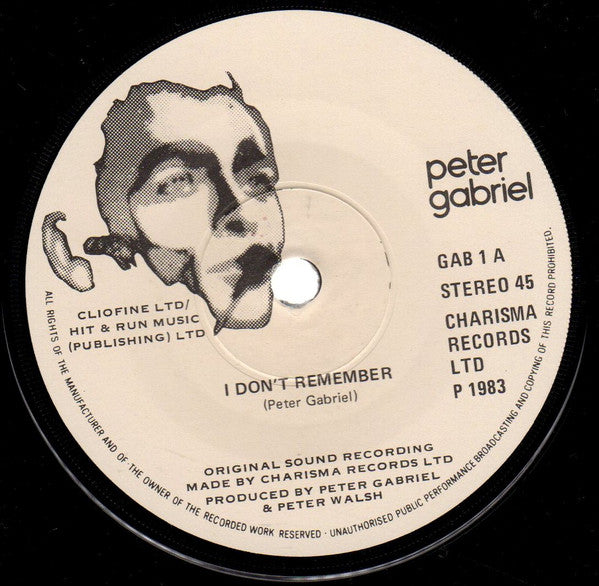 peter
gabriel
GAB 1 A
STEREO 45
CHARISMA
RECORDS
LTD
P 1983
CLIOFINE LTD/
HIT & RUN MUSIC
(PUBLISHING) LTD
I DON'T REMEMBER
(Peter Gabriel)
ORIGINAL SOUND RECORDING
MADE BY CHARISMA RECORDS LTD
PRODUCED BY PETER GABRIEL
& PETER WALSH
ALL RIGHTS OF THE MANUFACTURER AND OF THE OWNER OF THE RECORDED WORK RESERVED · UNAUTHORISED PUBLIC PERFORMANCE BROADCASTING AND COPYING OF THIS RECORD PROHIBITED.